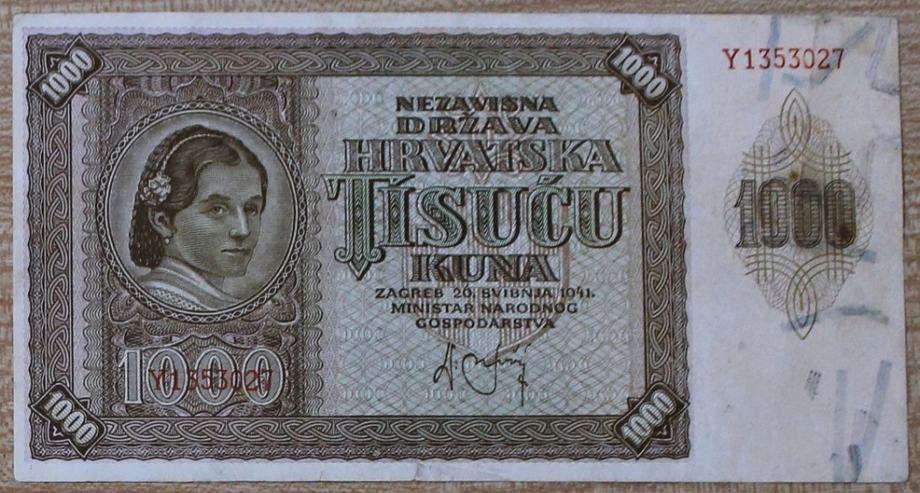 1000
1000
Y1353027
NEZAVISNA
DRŽAVA
HRVATSKA
TISUĆU
KUNA
ZAGREB 26. SVIBNJA 1941.
MINISTAR NARODNOG
GOSPODARSTVA
1000
1000
Y1353027
1000
1000